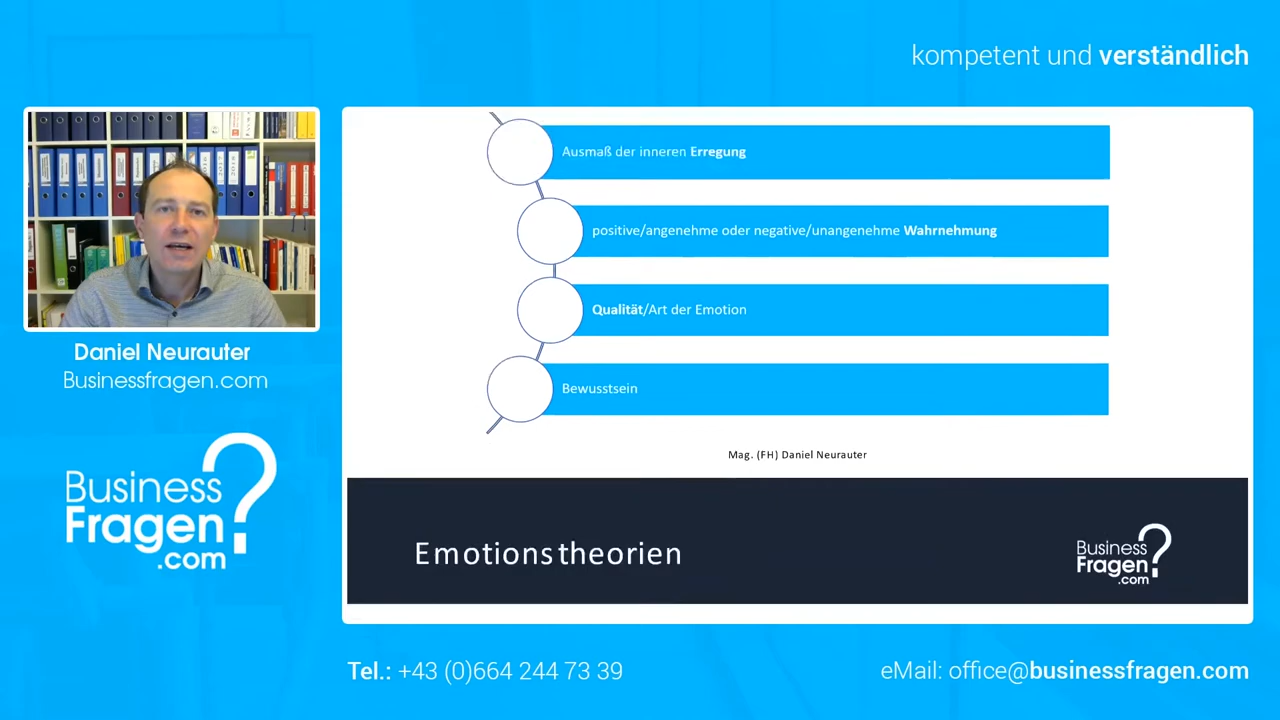 kompetent und verständlich
Ausmaß der inneren Erregung
positive/angenehme oder negative/unangenehme Wahrnehmung
Qualität/Art der Emotion
Bewusstsein
Mag. (FH) Daniel Neurauter
Emotionstheorien
Business
Fragen
.com
Daniel Neurauter
Businessfragen.com
Business
Fragen
.com
?
Tel.: +43 (0)664 244 73 39
eMail: office@businessfragen.com